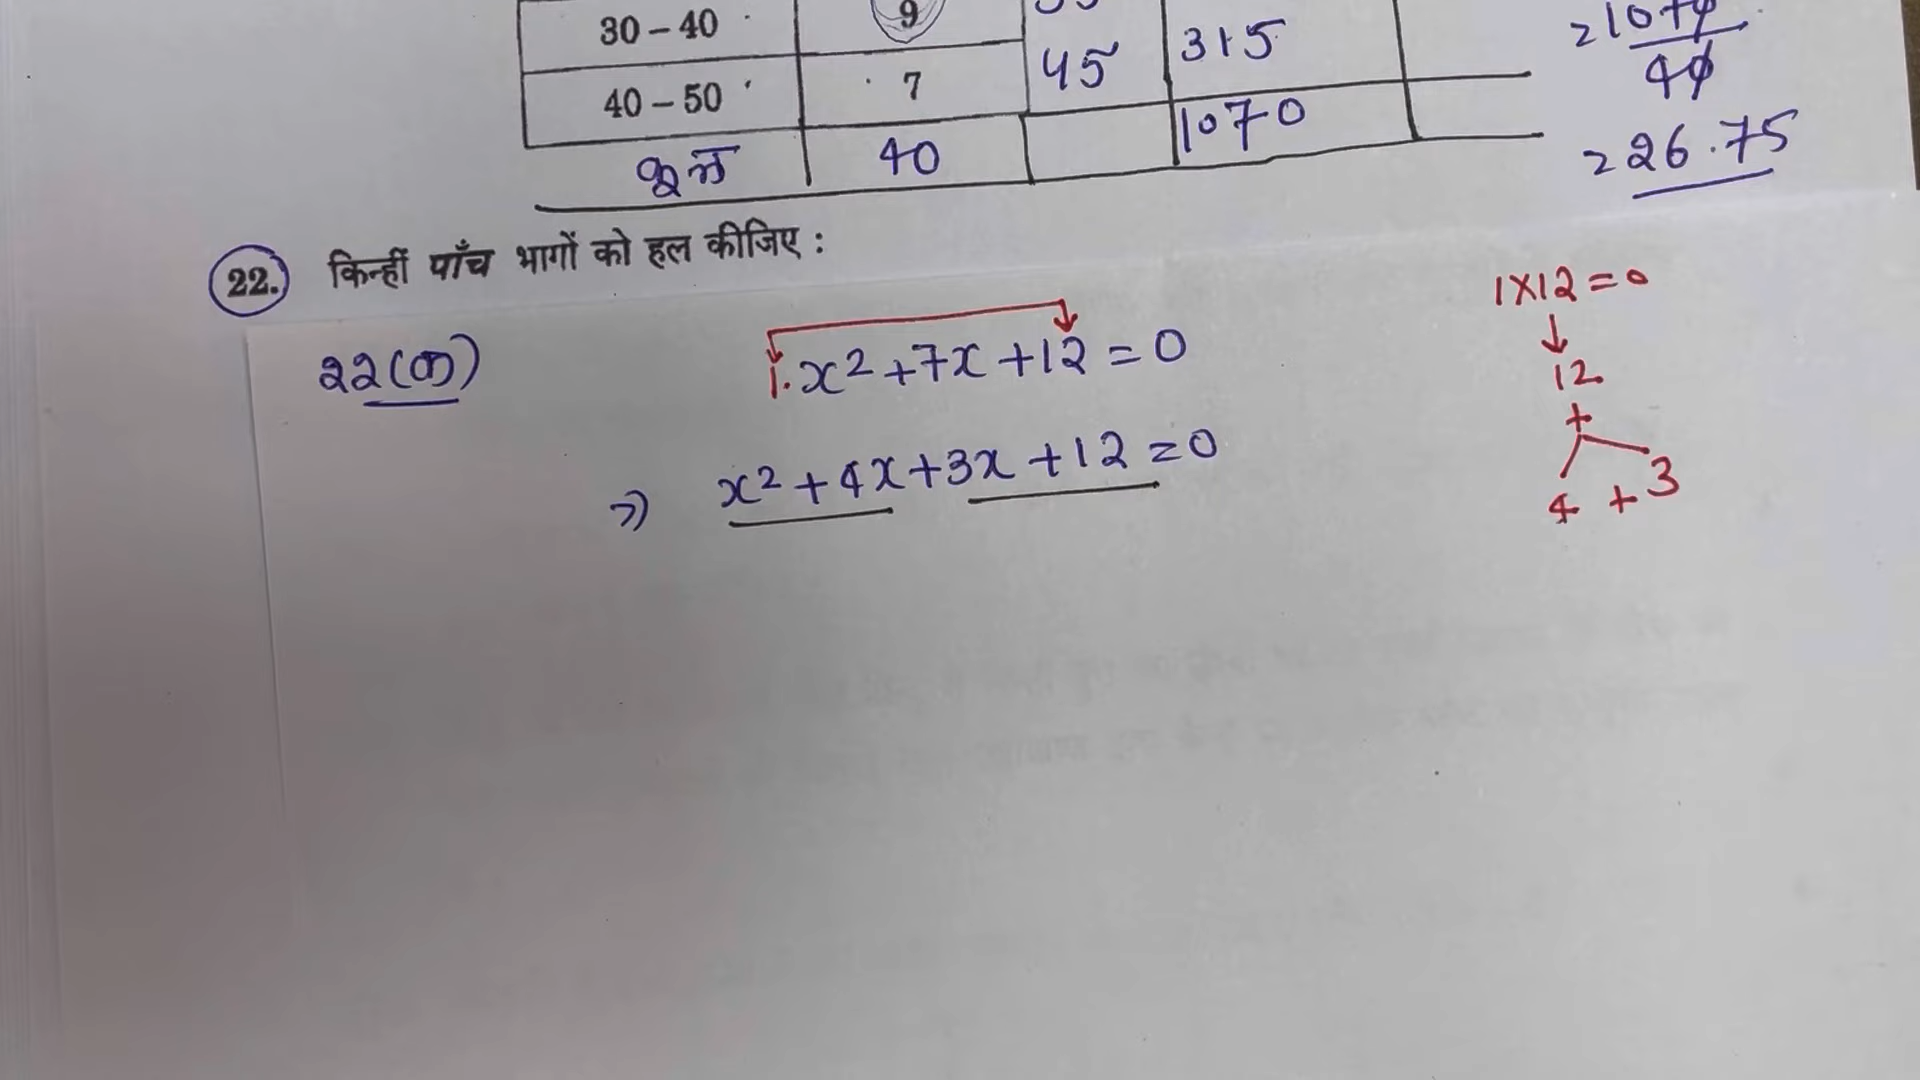 30 – 40 9
40 – 50 7 45 315
कुल 40 1070
= 1070
40
= 26.75
22. किन्हीं पाँच भागों को हल कीजिए :
22(क) 1. x² + 7x + 12 = 0
⇒ x² + 4x + 3x + 12 = 0
1×12 = 0
12
+
4 + 3